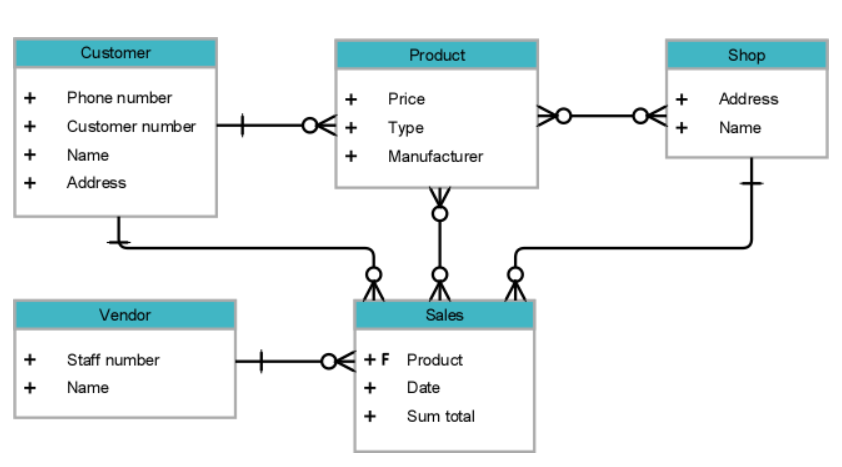 Customer
+ Phone number
+ Customer number
+ Name
+ Address
Product
+ Price
+ Type
+ Manufacturer
Shop
+ Address
+ Name
Vendor
+ Staff number
+ Name
Sales
+ F Product
+ Date
+ Sum total